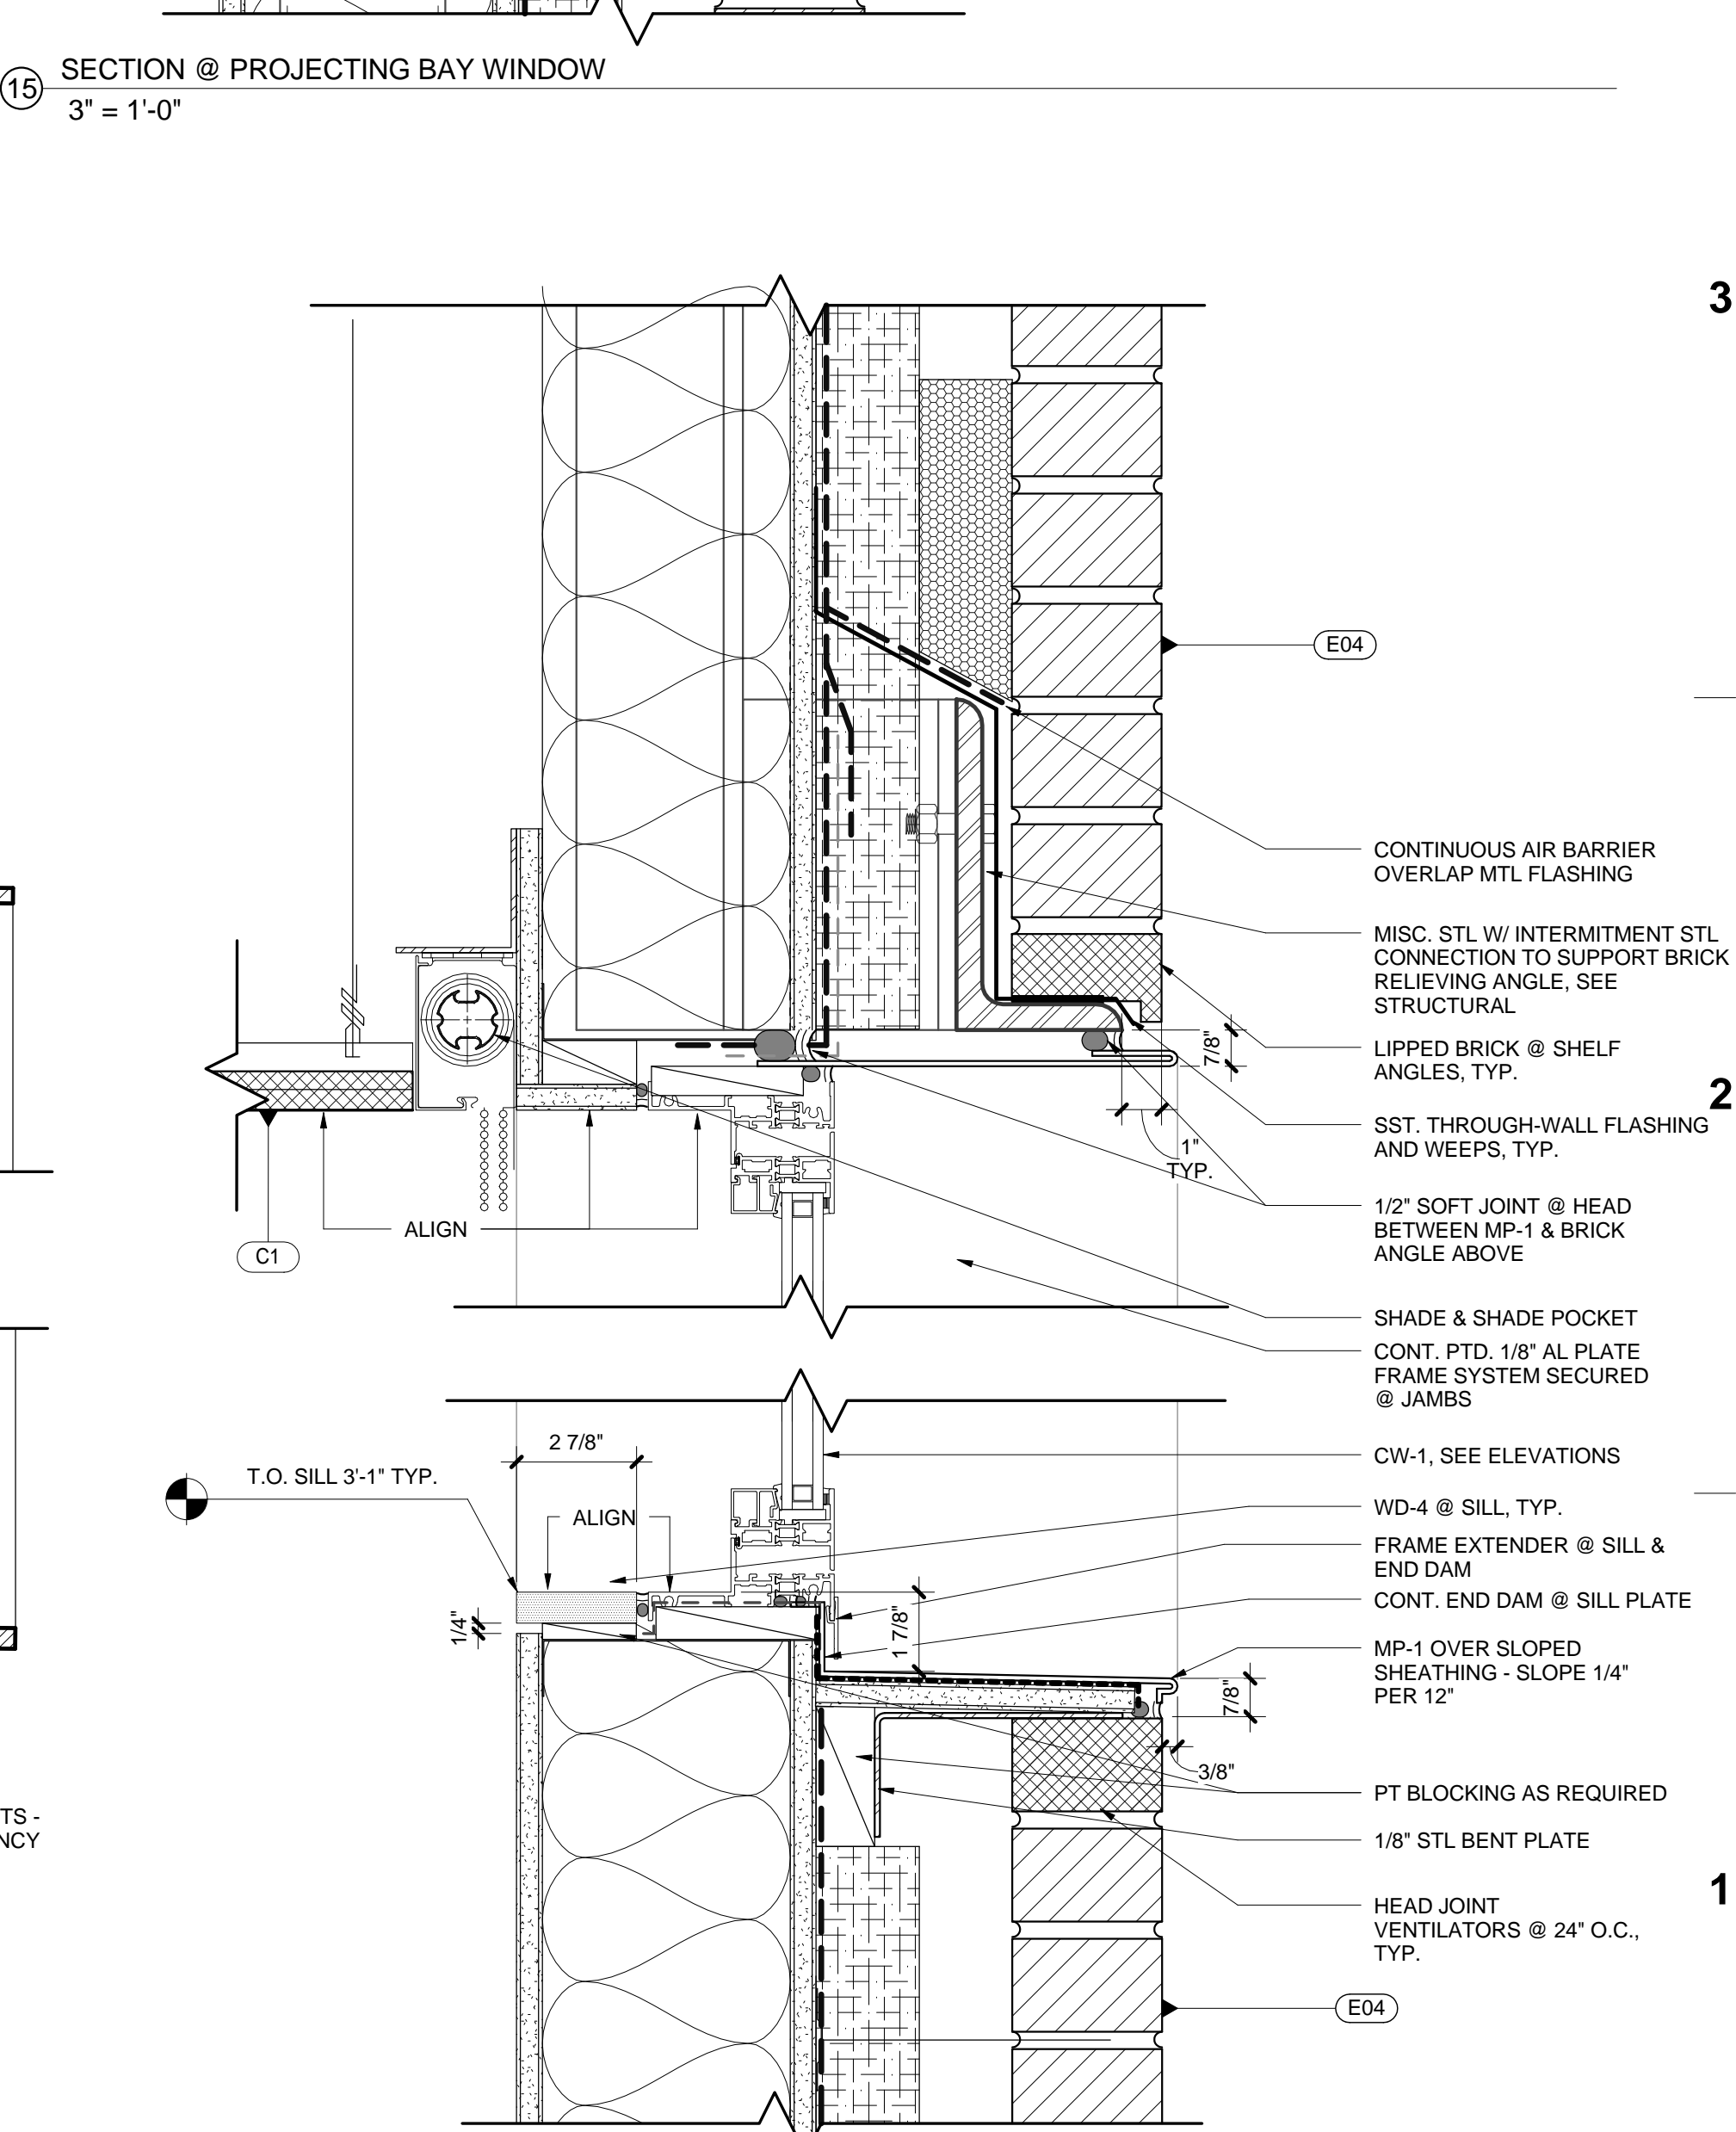 15
SECTION @ PROJECTING BAY WINDOW
3" = 1'-0"
3
E04
CONTINUOUS AIR BARRIER
OVERLAP MTL FLASHING
MISC. STL W/ INTERMITMENT STL
CONNECTION TO SUPPORT BRICK
RELIEVING ANGLE, SEE
STRUCTURAL
7/8"
LIPPED BRICK @ SHELF
ANGLES, TYP.
2
SST. THROUGH-WALL FLASHING
AND WEEPS, TYP.
1"
TYP.
1/2" SOFT JOINT @ HEAD
BETWEEN MP-1 & BRICK
ANGLE ABOVE
ALIGN
C1
SHADE & SHADE POCKET
CONT. PTD. 1/8" AL PLATE
FRAME SYSTEM SECURED
@ JAMBS
2 7/8"
CW-1, SEE ELEVATIONS
T.O. SILL 3'-1" TYP.
WD-4 @ SILL, TYP.
ALIGN
FRAME EXTENDER @ SILL &
END DAM
CONT. END DAM @ SILL PLATE
1/4"
1 7/8"
MP-1 OVER SLOPED
SHEATHING - SLOPE 1/4"
PER 12"
7/8"
3/8"
PT BLOCKING AS REQUIRED
TS -
NCY
1/8" STL BENT PLATE
1
HEAD JOINT
VENTILATORS @ 24" O.C.,
TYP.
E04